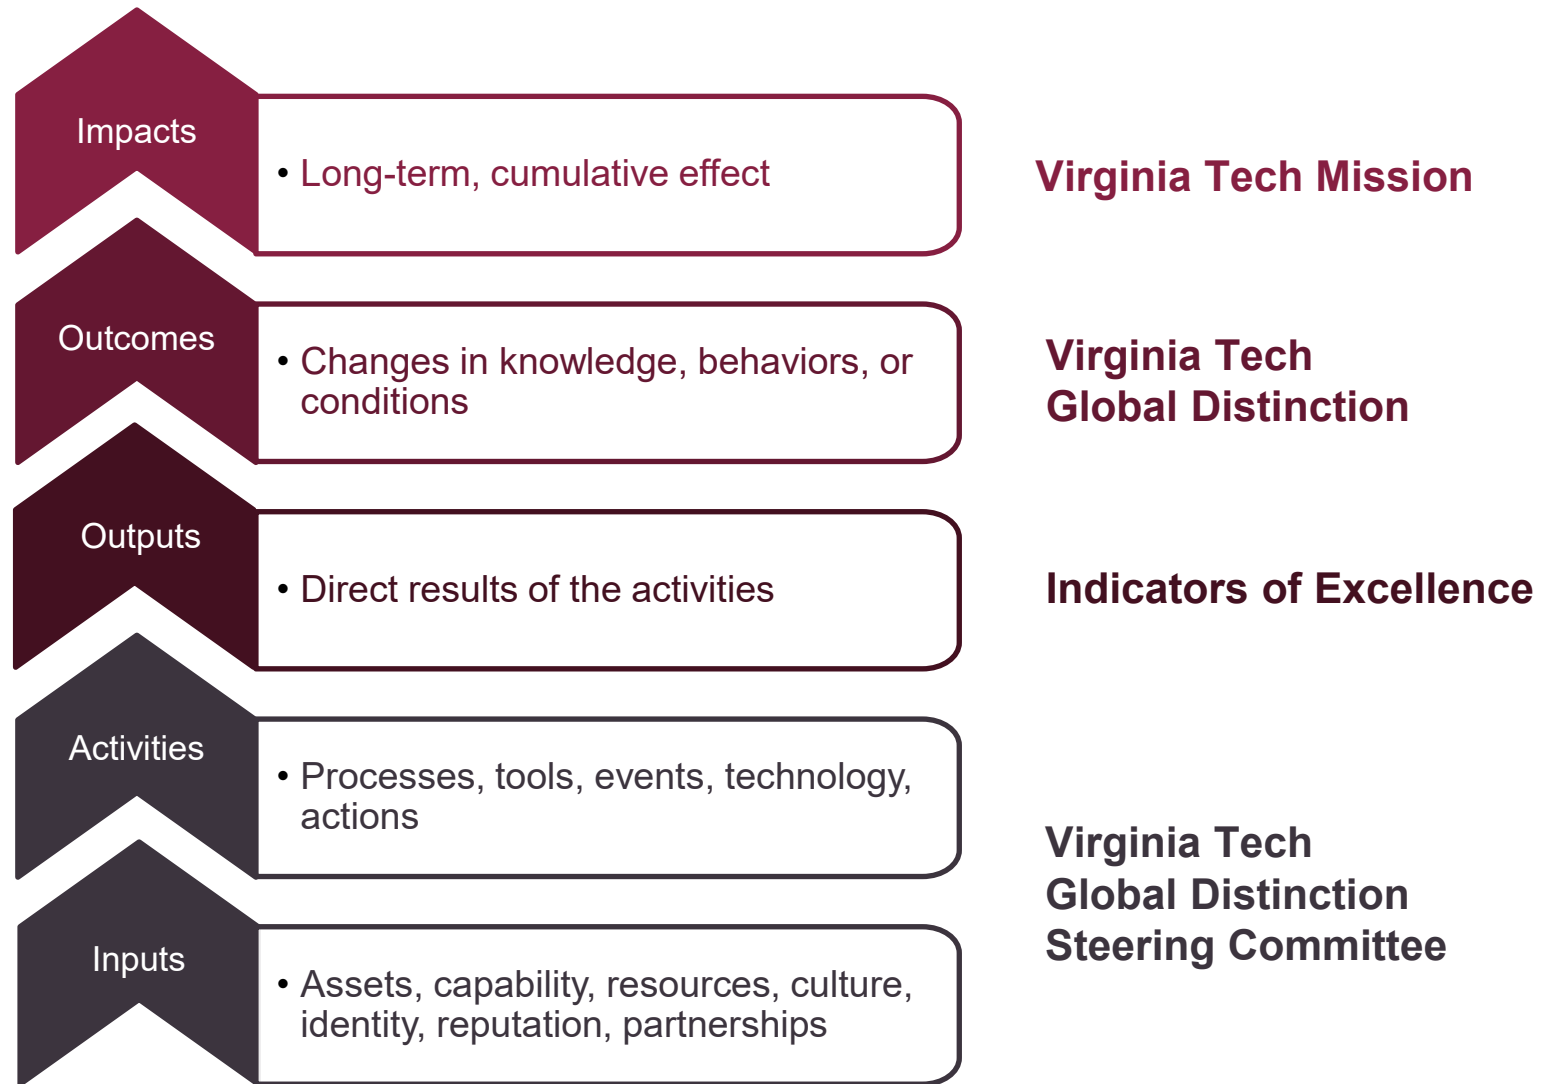 Impacts
• Long-term, cumulative effect
Virginia Tech Mission
Outcomes
• Changes in knowledge, behaviors, or
conditions
Virginia Tech
Global Distinction
Outputs
• Direct results of the activities
Indicators of Excellence
Activities
• Processes, tools, events, technology,
actions
Inputs
• Assets, capability, resources, culture,
identity, reputation, partnerships
Virginia Tech
Global Distinction
Steering Committee